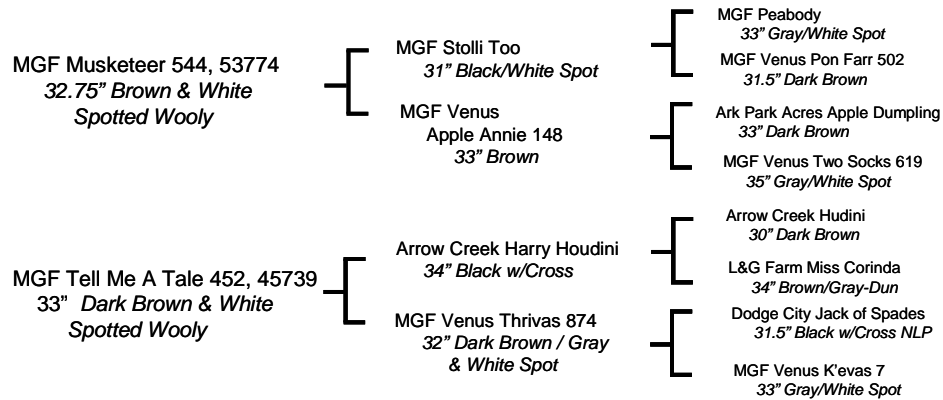 MGF Musketeer 544, 53774
32.75” Brown & White
Spotted Wooly
MGF Stolli Too
31” Black/White Spot
MGF Venus
Apple Annie 148
33” Brown
MGF Peabody
33” Gray/White Spot
MGF Venus Pon Farr 502
31.5” Dark Brown
Ark Park Acres Apple Dumpling
33” Dark Brown
MGF Venus Two Socks 619
35” Gray/White Spot
MGF Tell Me A Tale 452, 45739
33” Dark Brown & White
Spotted Wooly
Arrow Creek Harry Houdini
34” Black w/Cross
MGF Venus Thrivas 874
32” Dark Brown / Gray
& White Spot
Arrow Creek Hudini
30” Dark Brown
L&G Farm Miss Corinda
34” Brown/Gray-Dun
Dodge City Jack of Spades
31.5” Black w/Cross NLP
MGF Venus K’evas 7
33” Gray/White Spot